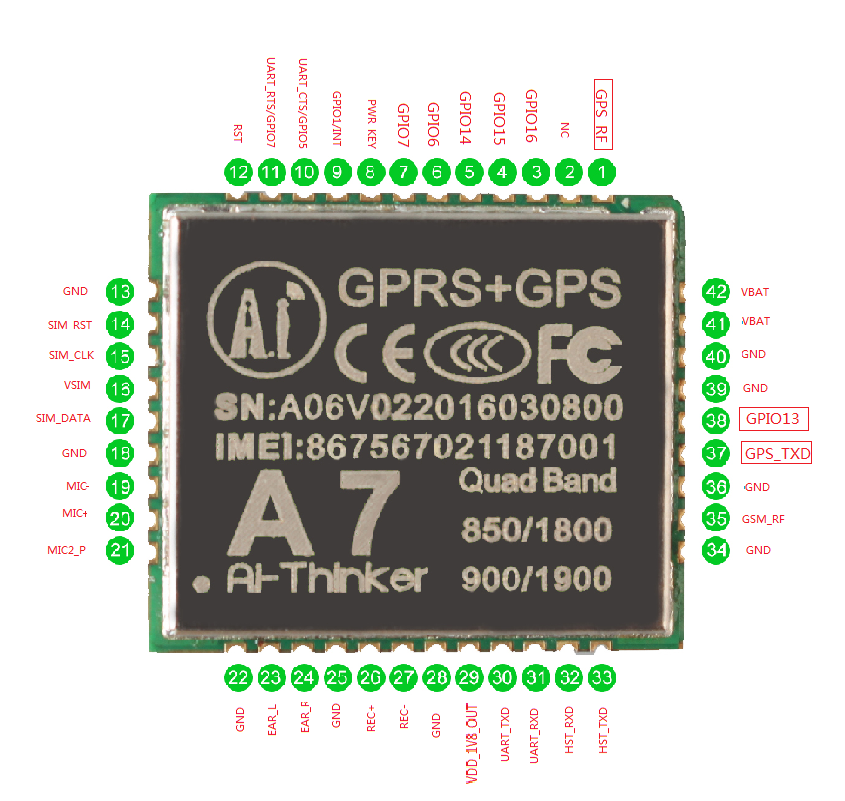 RST
UART_RTS/GPIO7
UART_CTS/GPIO5
GPIO1/INT
PWR_KEY
GPIO7
GPIO6
GPIO14
GPIO15
GPIO16
NC
GPS_RF
12 11 10 9 8 7 6 5 4 3 2 1
GND 13
SIM_RST 14
SIM_CLK 15
VSIM 16
SIM_DATA 17
GND 18
MIC- 19
MIC+ 20
MIC2_P 21
Ai
GPRS+GPS
CE CCC FC
SN:A06V022016030800
IMEI:867567021187001
A7
Quad Band
850/1800
Ai-Thinker
900/1900
42 VBAT
41 VBAT
40 GND
39 GND
38 GPIO13
37 GPS_TXD
36 GND
35 GSM_RF
34 GND
22 23 24 25 26 27 28 29 30 31 32 33
GND
EAR_L
EAR_R
GND
REC+
REC-
GND
VDD_1V8_OUT
UART_TXD
UART_RXD
HST_RXD
HST_TXD